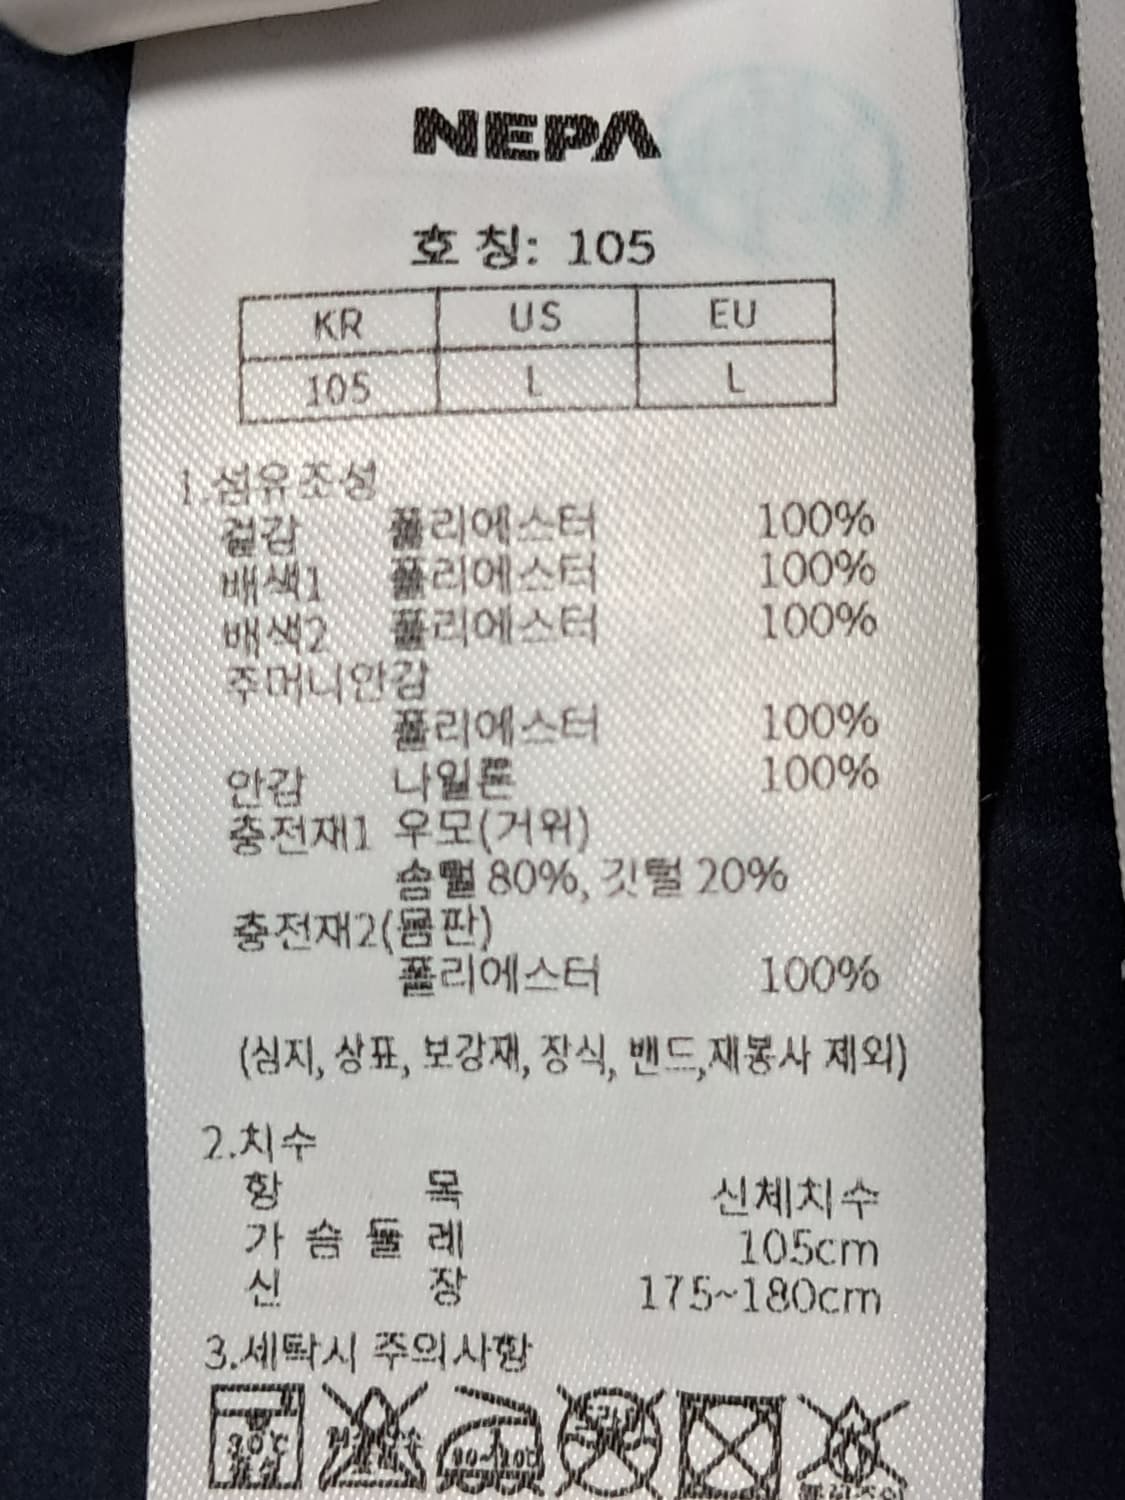 NEPA
호 칭: 105
KR US EU
105 L L
1.섬유조성
겉감 폴리에스터 100%
배색1 폴리에스터 100%
배색2 폴리에스터 100%
주머니안감
폴리에스터 100%
안감 나일론 100%
충전재1 우모(거위)
솜털 80%, 깃털 20%
충전재2(몸판)
폴리에스터 100%
(심지, 상표, 보강재, 장식, 밴드,재봉사 제외)
2.치수
항 목 신체치수
가 슴 둘 레 105cm
신 장 175~180cm
3.세탁시 주의사항
30℃